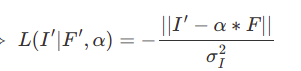 > L(I'|F', α) = − ||I' − α * F|| / σ_I^2